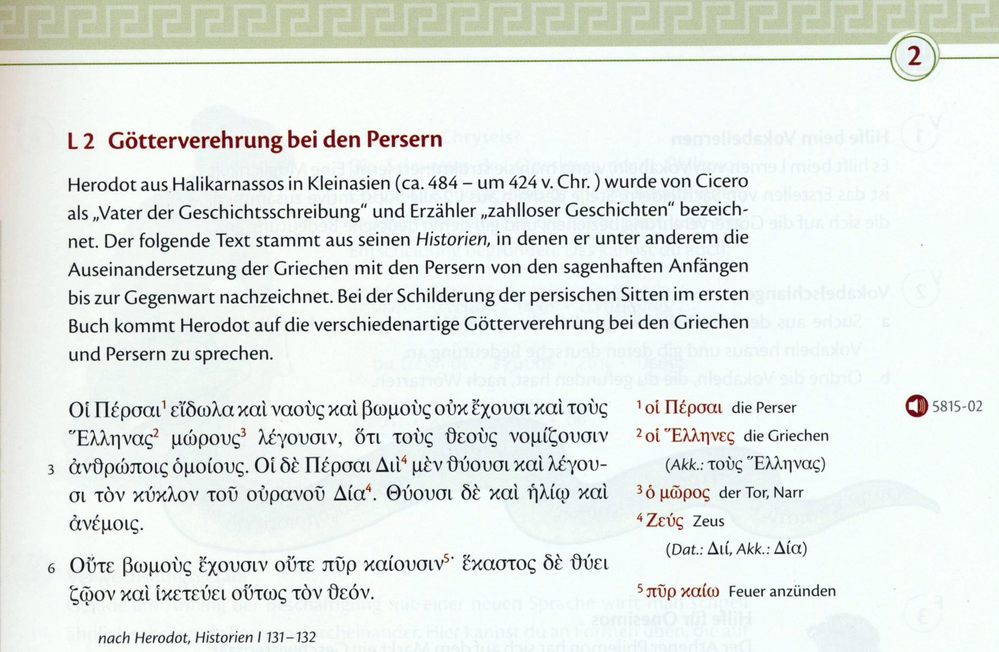 2
L 2 Götterverehrung bei den Persern
Herodot aus Halikarnassos in Kleinasien (ca. 484 – um 424 v. Chr. ) wurde von Cicero
als „Vater der Geschichtsschreibung“ und Erzähler „zahlloser Geschichten“ bezeich-
net. Der folgende Text stammt aus seinen Historien, in denen er unter anderem die
Auseinandersetzung der Griechen mit den Persern von den sagenhaften Anfängen
bis zur Gegenwart nachzeichnet. Bei der Schilderung der persischen Sitten im ersten
Buch kommt Herodot auf die verschiedenartige Götterverehrung bei den Griechen
und Persern zu sprechen.
Οἱ Πέρσαι¹ εἴδωλα καὶ ναοὺς καὶ βωμοὺς οὐκ ἔχουσι καὶ τοὺς
Ἕλληνας² μώρους³ λέγουσιν, ὅτι τοὺς θεοὺς νομίζουσιν
3 ἀνθρώποις ὁμοίους. Οἱ δὲ Πέρσαι Διὶ⁴ μὲν θύουσι καὶ λέγου-
σι τὸν κύκλον τοῦ οὐρανοῦ Δία⁴. Θύουσι δὲ καὶ ἡλίῳ καὶ
ἀνέμοις.
6 Οὔτε βωμοὺς ἔχουσιν οὔτε πῦρ καίουσιν⁵· ἕκαστος δὲ θύει
ζῷον καὶ ἱκετεύει οὕτως τὸν θεόν.
nach Herodot, Historien I 131–132
¹ οἱ Πέρσαι die Perser
² οἱ Ἕλληνες die Griechen
(Akk.: τοὺς Ἕλληνας)
³ ὁ μῶρος der Tor, Narr
⁴ Ζεύς Zeus
(Dat.: Διί, Akk.: Δία)
⁵ πῦρ καίω Feuer anzünden
5815-02